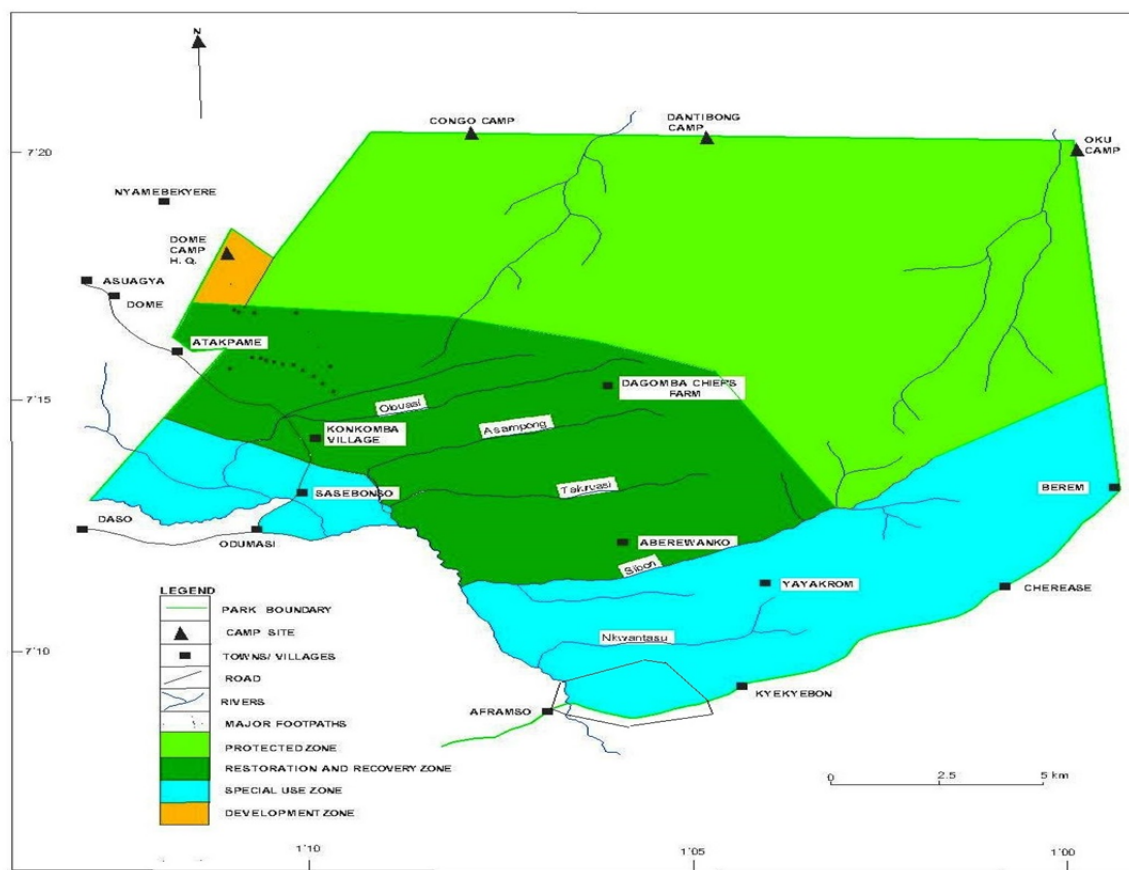 N
CONGO CAMP
DANTIBONG
CAMP
OKU
CAMP
7'20
NYAMEBEKYERE
DOME
CAMP
H. Q.
ASUAGYA
DOME
ATAKPAME
7'15
DAGOMBA CHIEFS
FARM
Obuasi
Asampong
KONKOMBA
VILLAGE
Takuvasi
SASEBONSO
BEREM
DASO
ODUMASI
ABEREWANKO
Sibon
YAYAKROM
CHEREASE
Nkwantasu
7'10
KYEKYEBON
AFRAMSO
LEGEND
PARK BOUNDARY
CAMP SITE
TOWNS/ VILLAGES
ROAD
RIVERS
MAJOR FOOTPATHS
PROTECTED ZONE
RESTORATION AND RECOVERY ZONE
SPECIAL USE ZONE
DEVELOPMENT ZONE
0 2.5 5 km
1'10 1'05 1'00